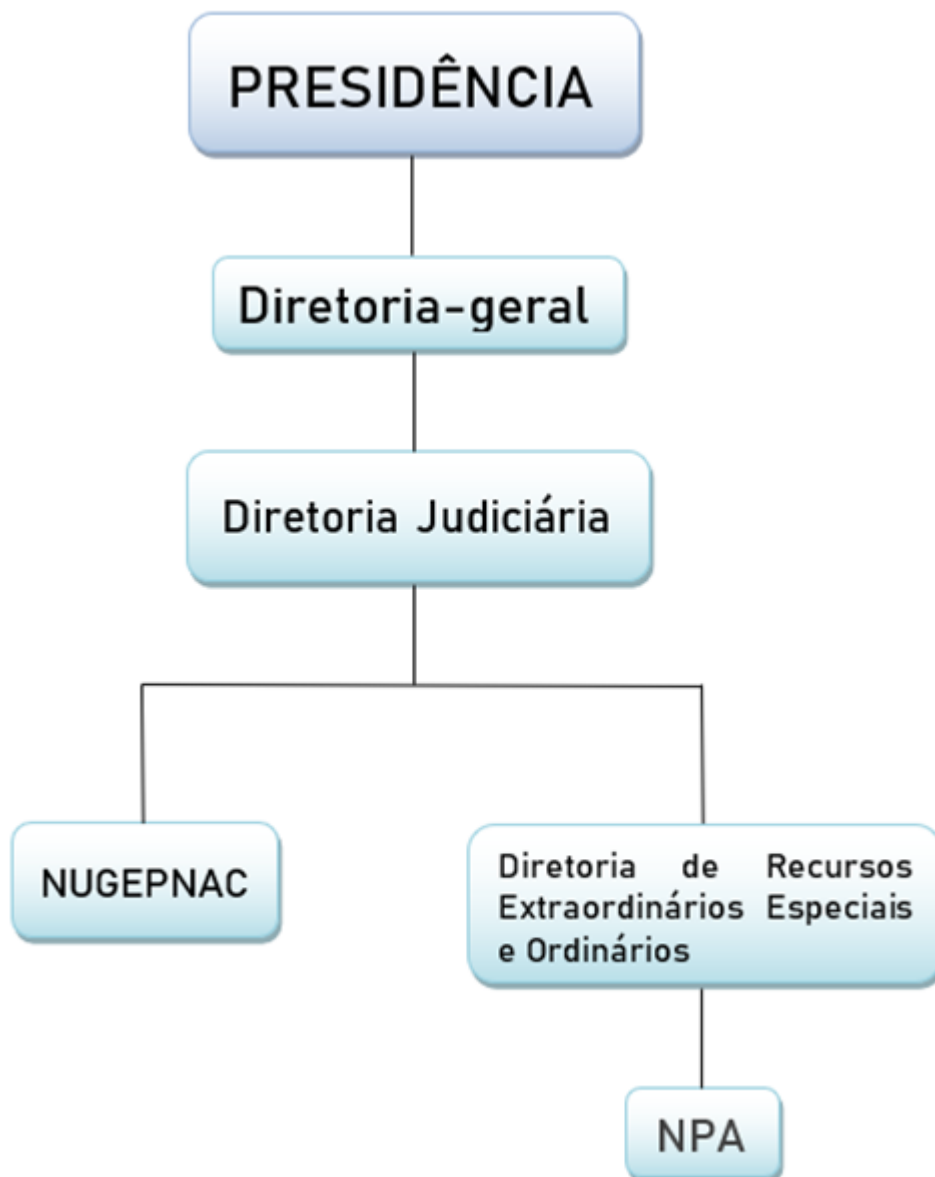 PRESIDÊNCIA
Diretoria-geral
Diretoria Judiciária
NUGEPNAC
Diretoria de Recursos
Extraordinários Especiais
e Ordinários
NPA